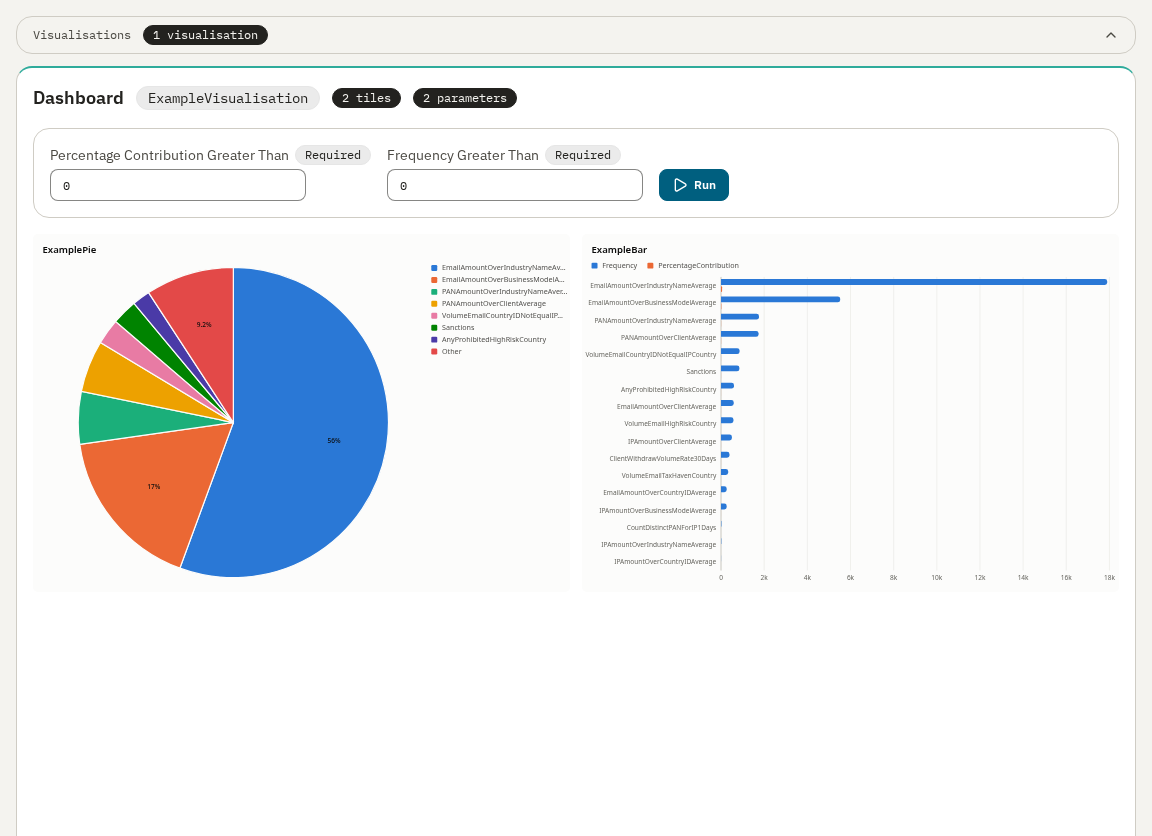 Visualisations 1 visualisation
Dashboard ExampleVisualisation 2 tiles 2 parameters
Percentage Contribution Greater Than Required Frequency Greater Than Required
0 0 Run
ExamplePie
EmailAmountOverIndustryNameAv...
EmailAmountOverBusinessModelA...
PANAmountOverIndustryNameAver...
PANAmountOverClientAverage
VolumeEmailCountryIDNotEqualIP...
Sanctions
AnyProhibitedHighRiskCountry
Other
9.2%
56%
17%
ExampleBar
Frequency PercentageContribution
EmailAmountOverIndustryNameAverage
EmailAmountOverBusinessModelAverage
PANAmountOverIndustryNameAverage
PANAmountOverClientAverage
VolumeEmailCountryIDNotEqualIPCountry
Sanctions
AnyProhibitedHighRiskCountry
EmailAmountOverClientAverage
VolumeEmailHighRiskCountry
IPAmountOverClientAverage
ClientWithdrawVolumeRate30Days
VolumeEmailTaxHavenCountry
EmailAmountOverCountryIDAverage
IPAmountOverBusinessModelAverage
CountDistinctPANForIP1Days
IPAmountOverIndustryNameAverage
IPAmountOverCountryIDAverage
0 2k 4k 6k 8k 10k 12k 14k 16k 18k